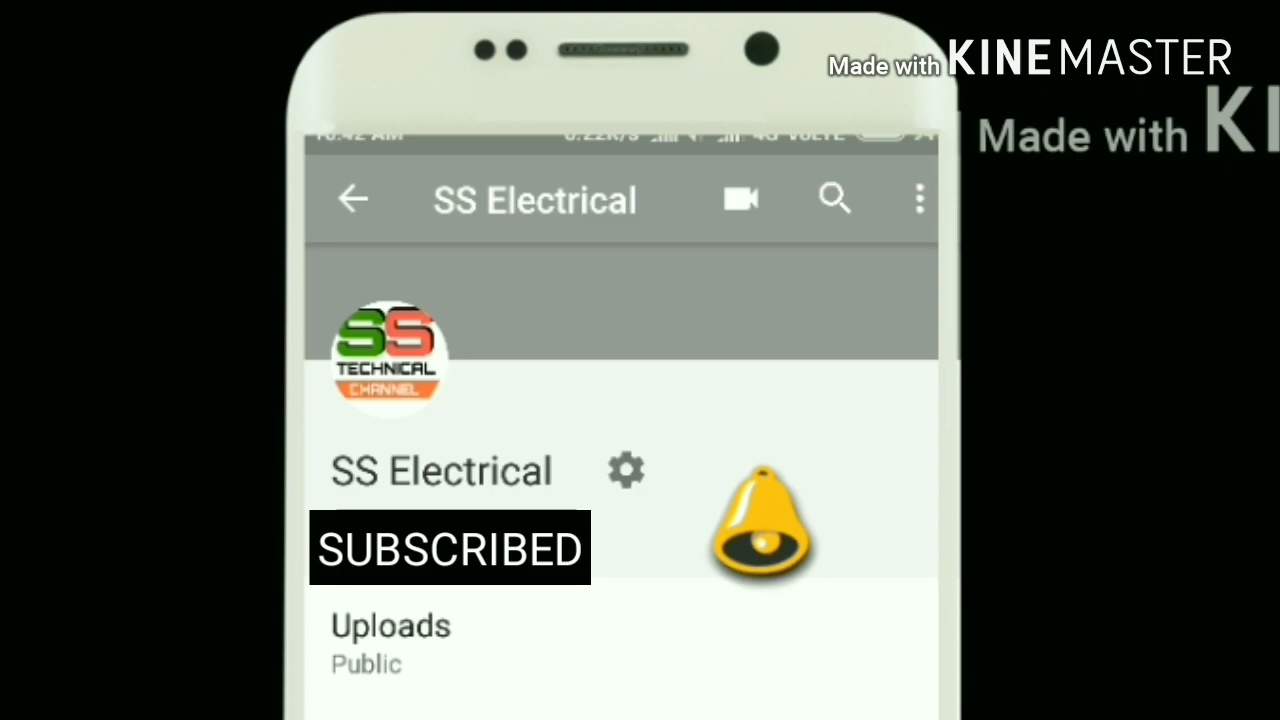 Made with KINEMASTER
Made with KI
SS Electrical
SS
TECHNICAL
CHANNEL
SS Electrical
SUBSCRIBED
Uploads
Public